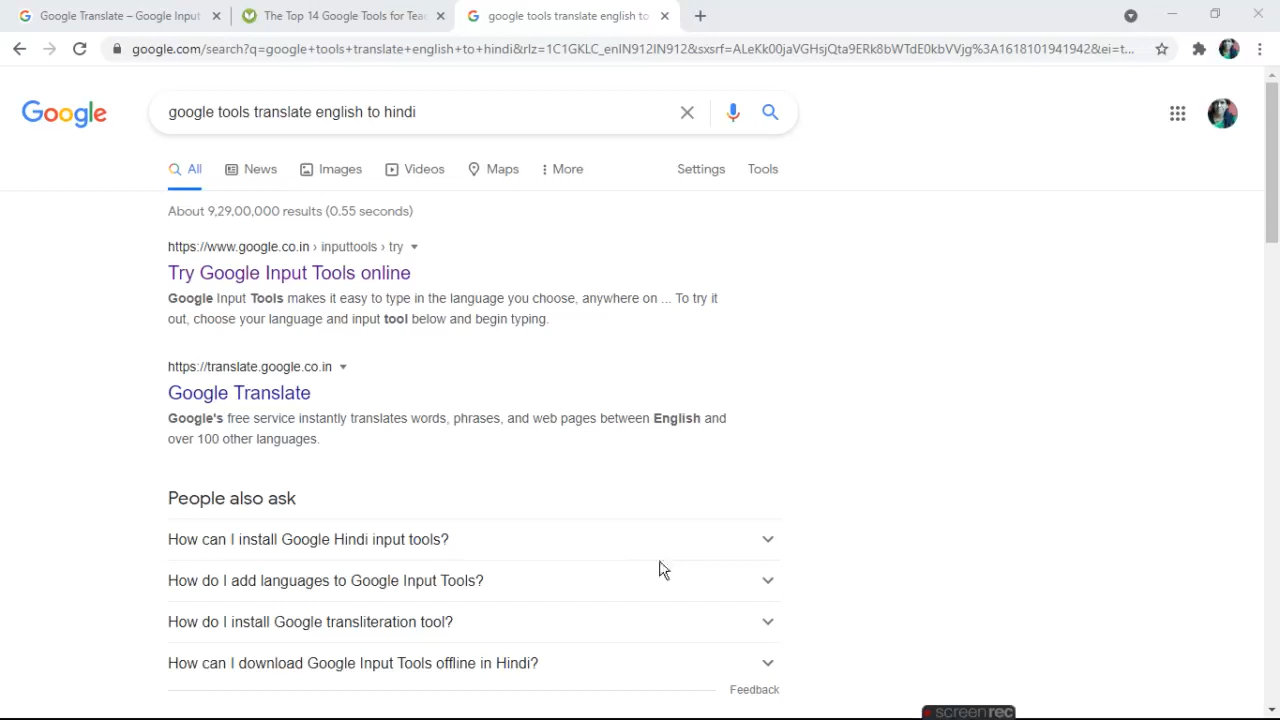 Google Translate – Google Input
The Top 14 Google Tools for Tea
google tools translate english to
google.com/search?q=google+tools+translate+english+to+hindi&rlz=1C1GKLC_enIN912IN912&sxsrf=ALeKk00jaVGHsjQta9ERk8bWTdE0kbVVjg%3A1618101941942&ei=t...
Google
google tools translate english to hindi
All News Images Videos Maps More Settings Tools
About 9,29,00,000 results (0.55 seconds)
https://www.google.co.in › inputtools › try
Try Google Input Tools online
Google Input Tools makes it easy to type in the language you choose, anywhere on ... To try it
out, choose your language and input tool below and begin typing.
https://translate.google.co.in
Google Translate
Google's free service instantly translates words, phrases, and web pages between English and
over 100 other languages.
People also ask
How can I install Google Hindi input tools?
How do I add languages to Google Input Tools?
How do I install Google transliteration tool?
How can I download Google Input Tools offline in Hindi?
Feedback
screenrec